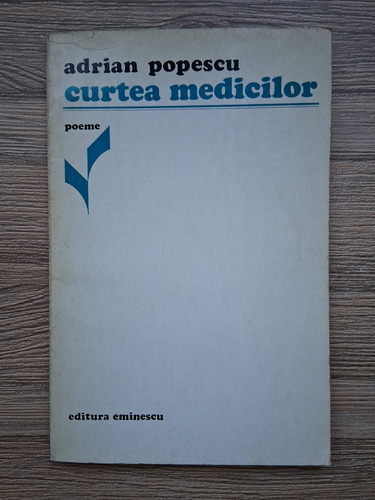 adrian popescu
curtea medicilor
poeme
editura eminescu